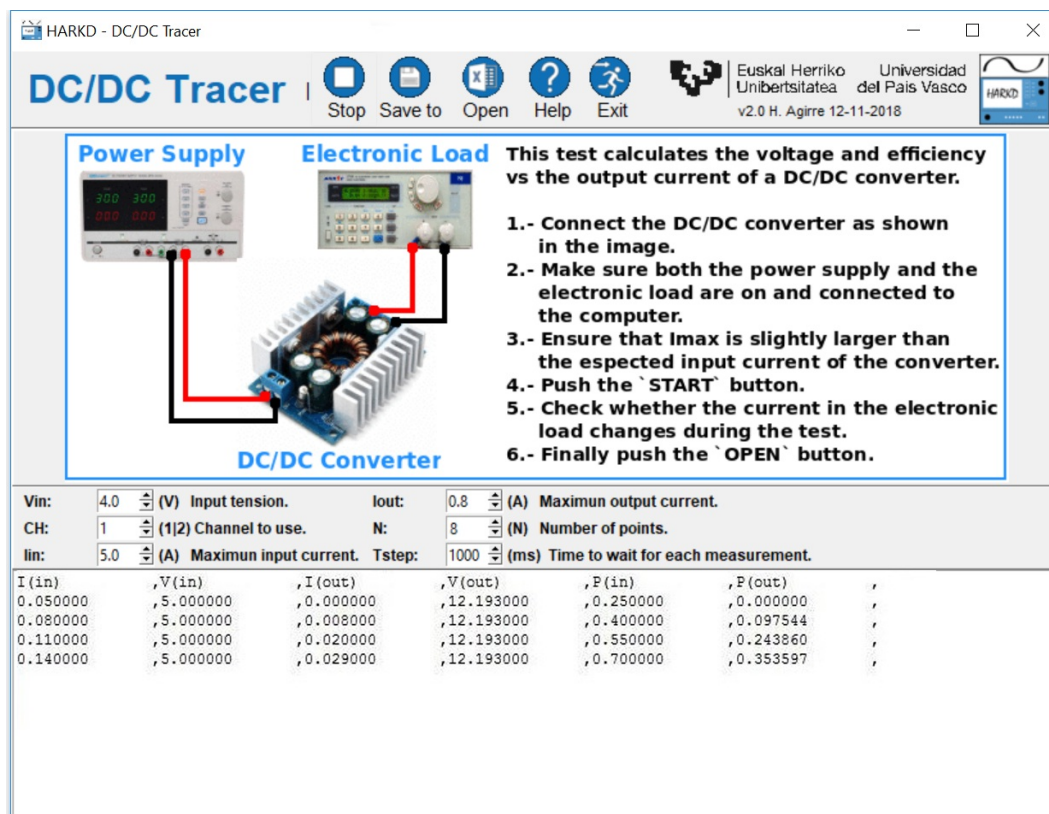 HARKD - DC/DC Tracer
DC/DC Tracer
Stop Save to Open Help Exit
Euskal Herriko Universidad
Unibertsitatea del Pais Vasco
v2.0 H. Agirre 12-11-2018
HARKD
Power Supply
Electronic Load
300 300
000 000
DC/DC Converter
This test calculates the voltage and efficiency
vs the output current of a DC/DC converter.
1.- Connect the DC/DC converter as shown
in the image.
2.- Make sure both the power supply and the
electronic load are on and connected to
the computer.
3.- Ensure that Imax is slightly larger than
the espected input current of the converter.
4.- Push the `START` button.
5.- Check whether the current in the electronic
load changes during the test.
6.- Finally push the `OPEN` button.
Vin: 4.0 (V) Input tension. Iout: 0.8 (A) Maximun output current.
CH: 1 (1|2) Channel to use. N: 8 (N) Number of points.
Iin: 5.0 (A) Maximun input current. Tstep: 1000 (ms) Time to wait for each measurement.
I(in) ,V(in) ,I(out) ,V(out) ,P(in) ,P(out) ,
0.050000 ,5.000000 ,0.000000 ,12.193000 ,0.250000 ,0.000000 ,
0.080000 ,5.000000 ,0.008000 ,12.193000 ,0.400000 ,0.097544 ,
0.110000 ,5.000000 ,0.020000 ,12.193000 ,0.550000 ,0.243860 ,
0.140000 ,5.000000 ,0.029000 ,12.193000 ,0.700000 ,0.353597 ,